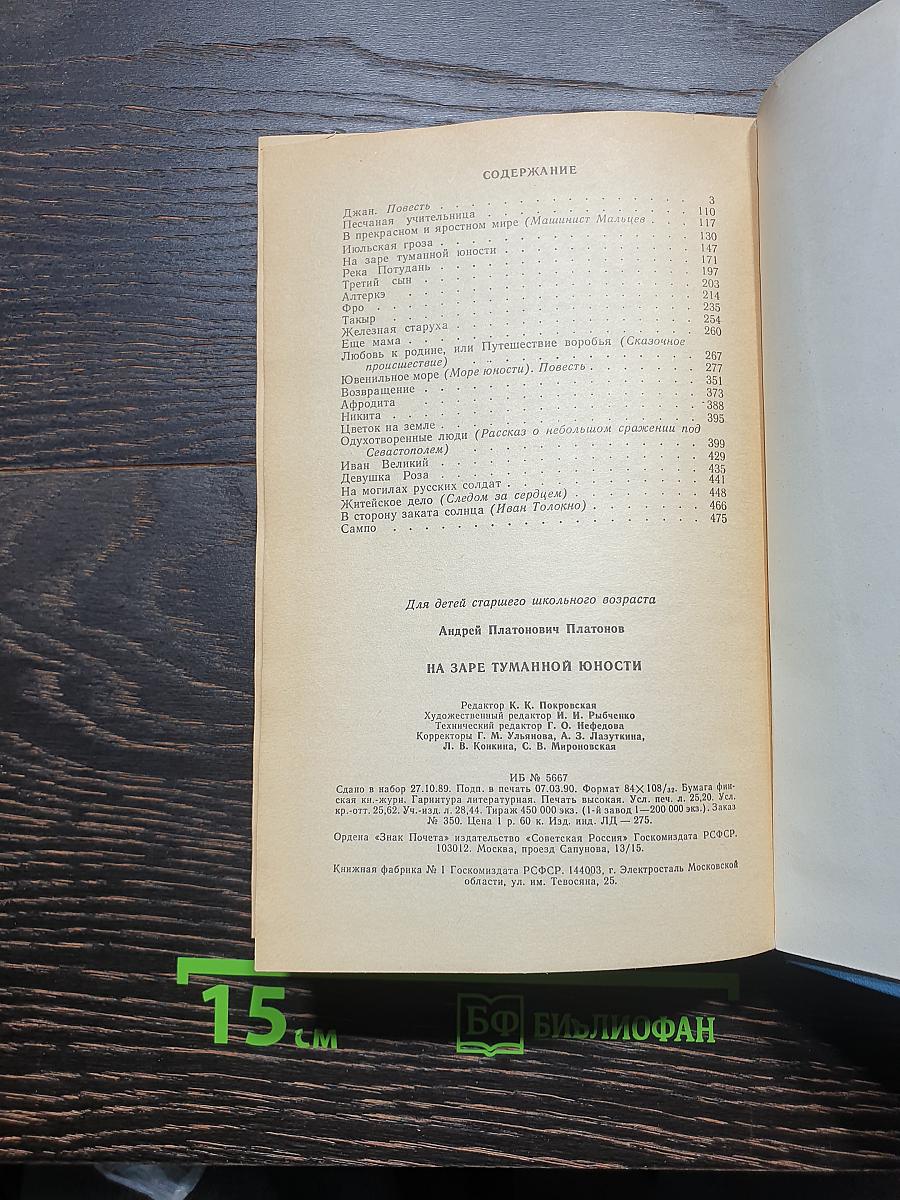 СОДЕРЖАНИЕ
Джан. Повесть . . . 3
Песчаная учительница . . . 110
В прекрасном и яростном мире (Машинист Мальцев . . . 117
Июльская гроза . . . 130
На заре туманной юности . . . 147
Река Потудань . . . 171
Третий сын . . . 197
Алтеркэ . . . 203
Фро . . . 214
Такыр . . . 235
Железная старуха . . . 254
Еще мама . . . 260
Любовь к родине, или Путешествие воробья (Сказочное
происшествие) . . . 267
Ювенильное море (Море юности). Повесть . . . 277
Возвращение . . . 351
Афродита . . . 373
Никита . . . 388
Цветок на земле . . . 395
Одухотворенные люди (Рассказ о небольшом сражении под
Севастополем) . . . 399
Иван Великий . . . 429
Девушка Роза . . . 435
На могилах русских солдат . . . 441
Житейское дело (Следом за сердцем) . . . 448
В сторону заката солнца (Иван Толокно) . . . 466
Сампо . . . 475
Для детей старшего школьного возраста
Андрей Платонович Платонов
НА ЗАРЕ ТУМАННОЙ ЮНОСТИ
Редактор К. К. Покровская
Художественный редактор И. И. Рыбченко
Технический редактор Г. О. Нефедова
Корректоры Г. М. Ульянова, А. З. Лазуткина,
Л. В. Конкина, С. В. Мироновская
ИБ № 5667
Сдано в набор 27.10.89. Подп. в печать 07.03.90. Формат 84×108/32. Бумага фин-
ская кн.-журн. Гарнитура литературная. Печать высокая. Усл. печ. л. 25,20. Усл.
кр.-отт. 25,62. Уч.-изд. л. 28,44. Тираж 450 000 экз. (1-й завод 1—200 000 экз.). Заказ
№ 350. Цена 1 р. 60 к. Изд. инд. ЛД — 275.
Ордена «Знак Почета» издательство «Советская Россия» Госкомиздата РСФСР.
103012. Москва, проезд Сапунова, 13/15.
Книжная фабрика № 1 Госкомиздата РСФСР. 144003, г. Электросталь Московской
области, ул. им. Тевосяна, 25.
15 см
БФ БИБЛИОФАН